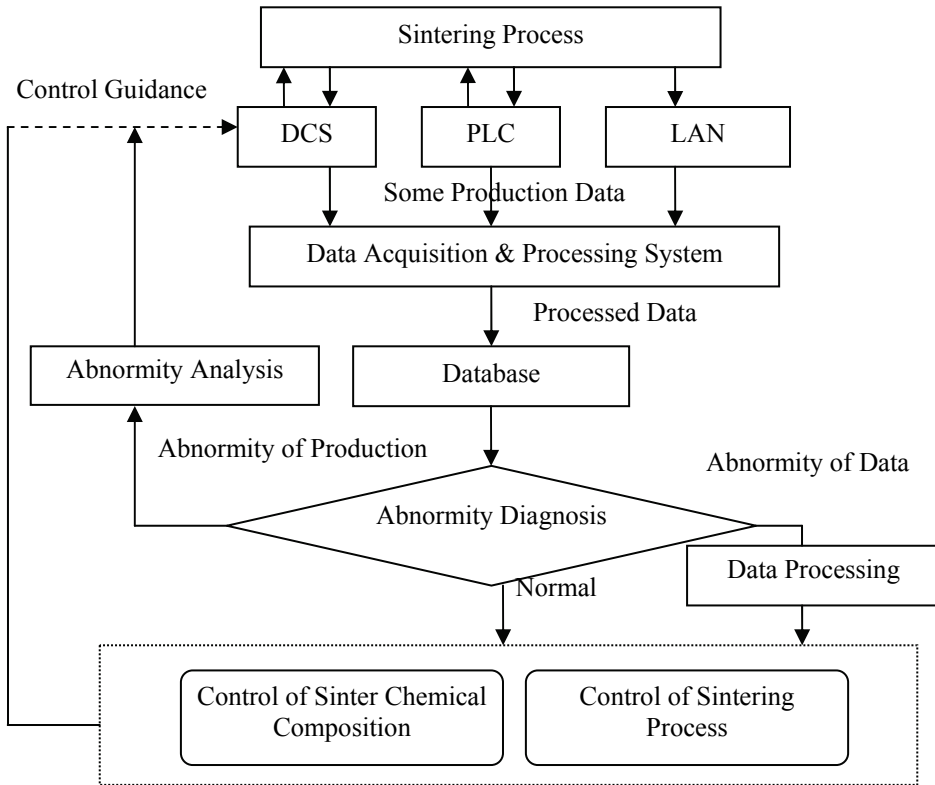 Sintering Process
Control Guidance
DCS
PLC
LAN
Some Production Data
Data Acquisition & Processing System
Processed Data
Abnormity Analysis
Database
Abnormity of Production
Abnormity of Data
Abnormity Diagnosis
Data Processing
Normal
Control of Sinter Chemical
Composition
Control of Sintering
Process